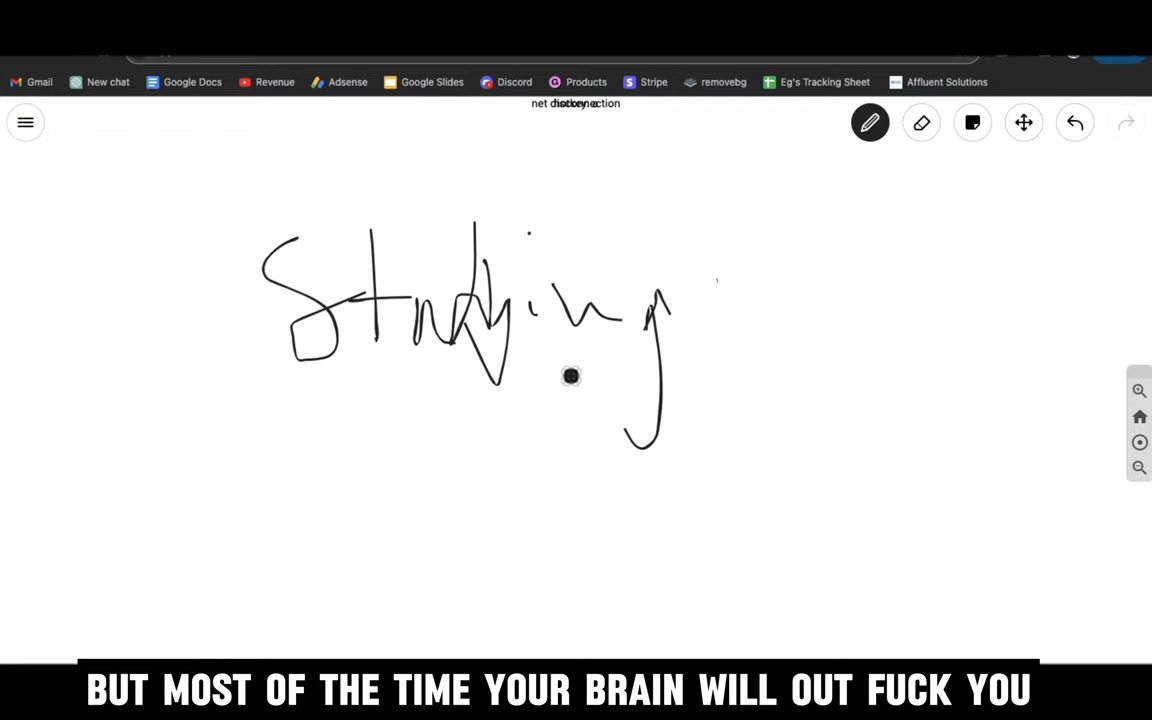 Gmail New chat Google Docs Revenue Adsense Google Slides Discord Products Stripe removebg Eg's Tracking Sheet Affluent Solutions
Studying
BUT MOST OF THE TIME YOUR BRAIN WILL OUT FUCK YOU